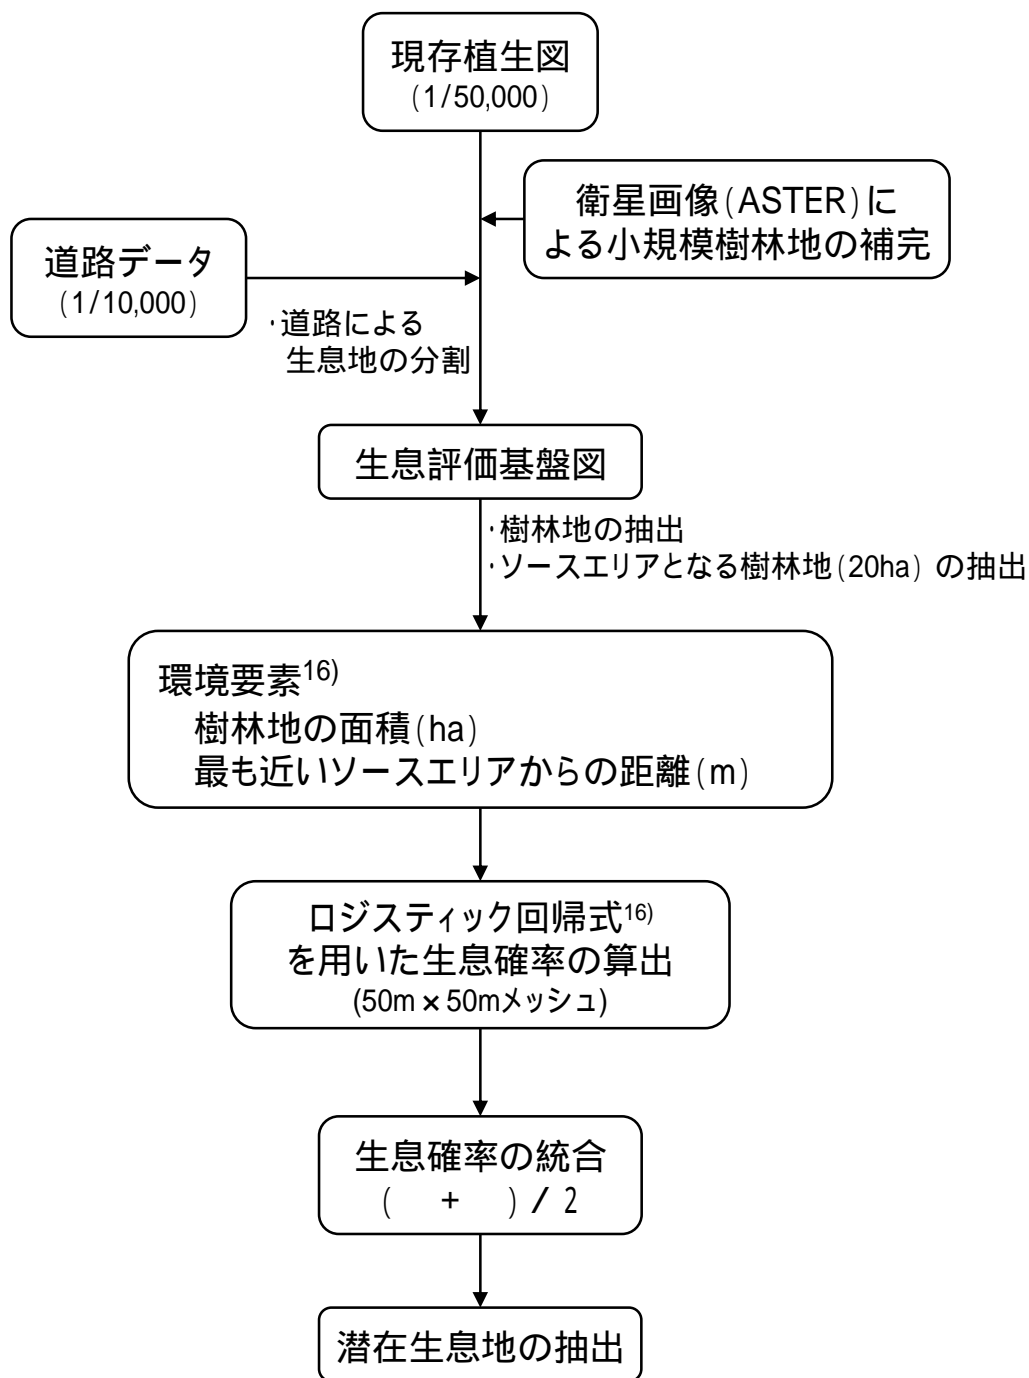 現存植生図
(1/50,000)
衛星画像(ASTER)に
よる小規模樹林地の補完
道路データ
(1/10,000)
・道路による
生息地の分割
生息評価基盤図
・樹林地の抽出
・ソースエリアとなる樹林地(20ha) の抽出
環境要素16)
樹林地の面積(ha)
最も近いソースエリアからの距離(m)
ロジスティック回帰式16)
を用いた生息確率の算出
(50m×50mメッシュ)
生息確率の統合
(　+　) / 2
潜在生息地の抽出